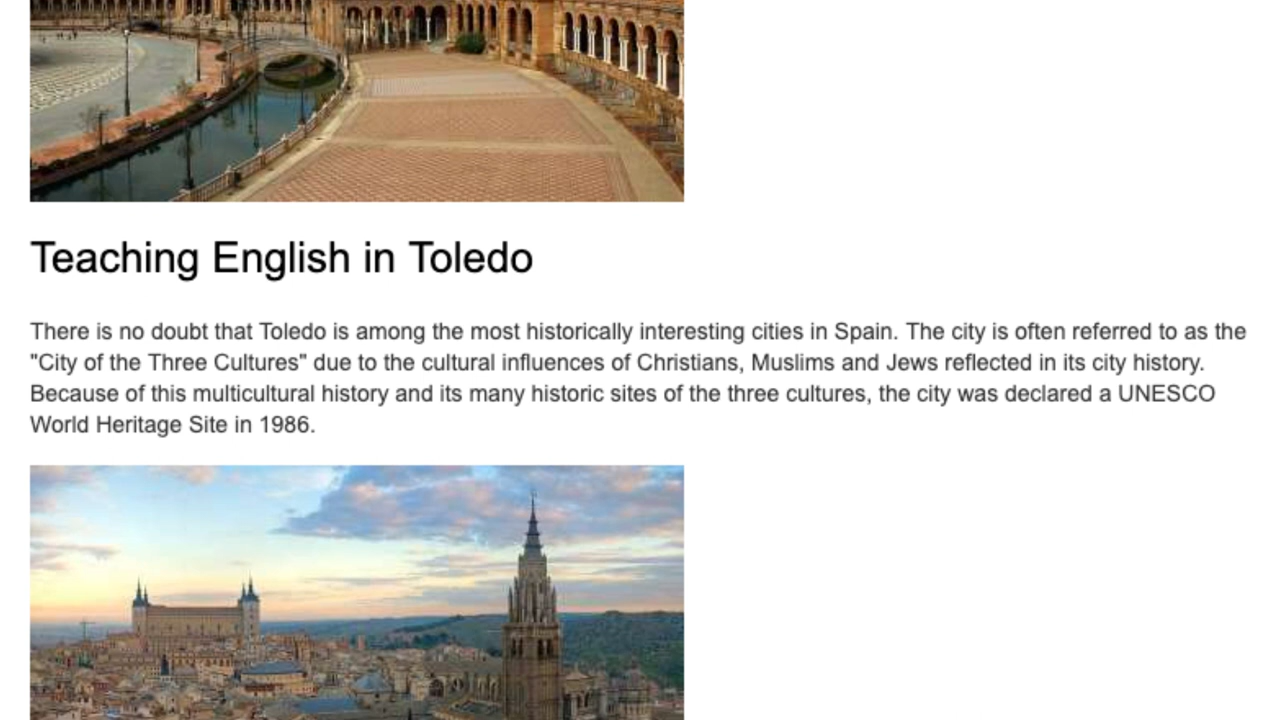 Teaching English in Toledo
There is no doubt that Toledo is among the most historically interesting cities in Spain. The city is often referred to as the
"City of the Three Cultures" due to the cultural influences of Christians, Muslims and Jews reflected in its city history.
Because of this multicultural history and its many historic sites of the three cultures, the city was declared a UNESCO
World Heritage Site in 1986.